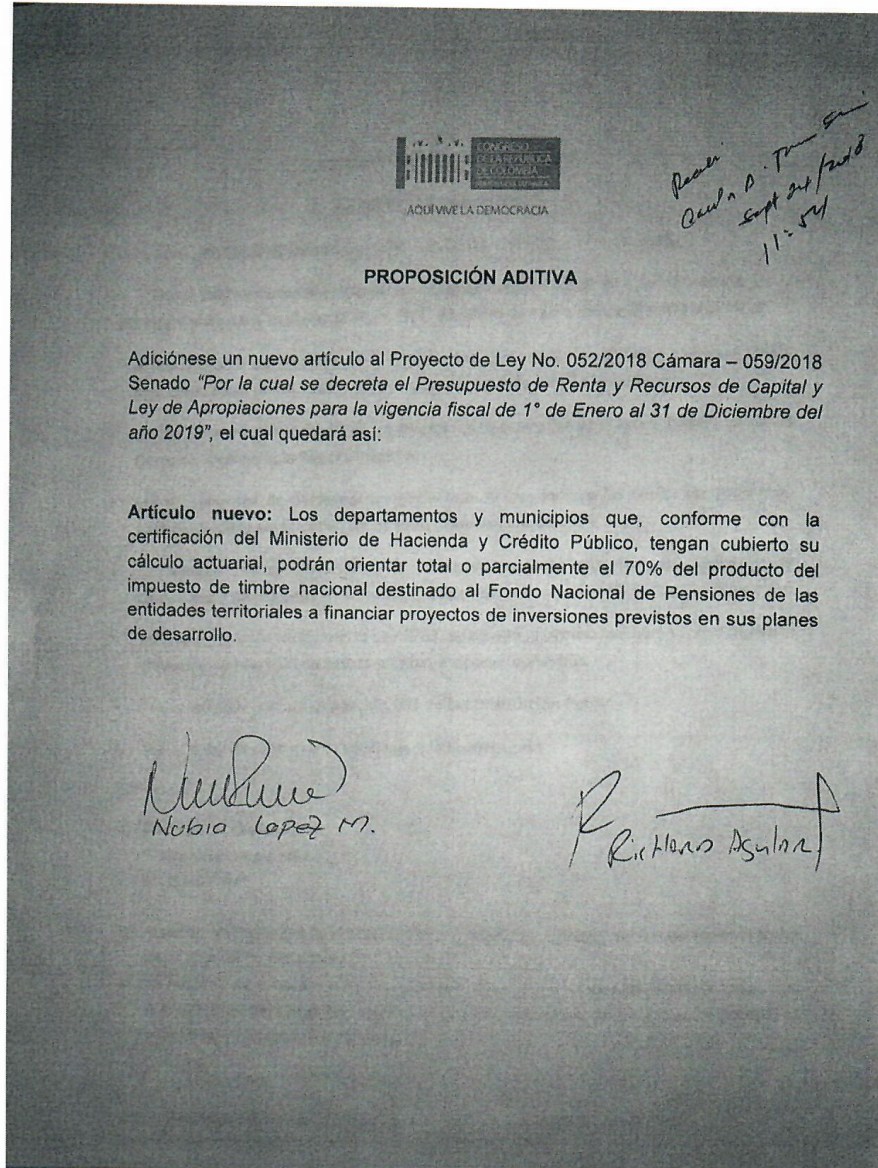 CONGRESO
DE LA REPÚBLICA
DE COLOMBIA
AQUÍ VIVE LA DEMOCRACIA
Sept 24/2018
11:54
PROPOSICIÓN ADITIVA
Adiciónese un nuevo artículo al Proyecto de Ley No. 052/2018 Cámara – 059/2018
Senado “Por la cual se decreta el Presupuesto de Renta y Recursos de Capital y
Ley de Apropiaciones para la vigencia fiscal de 1° de Enero al 31 de Diciembre del
año 2019”, el cual quedará así:
Artículo nuevo: Los departamentos y municipios que, conforme con la
certificación del Ministerio de Hacienda y Crédito Público, tengan cubierto su
cálculo actuarial, podrán orientar total o parcialmente el 70% del producto del
impuesto de timbre nacional destinado al Fondo Nacional de Pensiones de las
entidades territoriales a financiar proyectos de inversiones previstos en sus planes
de desarrollo.
Nubia Lopez M.
Richard Aguilar